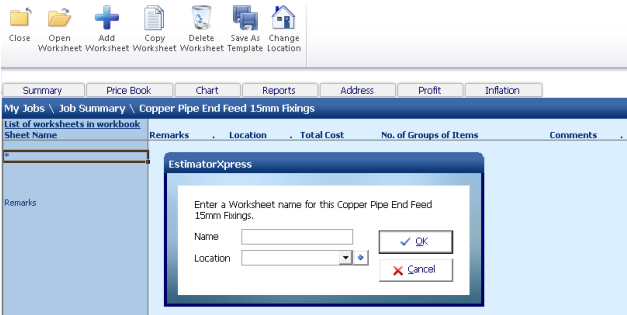 Close Open Worksheet Add Worksheet Copy Worksheet Delete Worksheet Save As Template Change Location
Summary Price Book Chart Reports Address Profit Inflation
My Jobs \ Job Summary \ Copper Pipe End Feed 15mm Fixings
List of worksheets in workbook
Sheet Name Remarks . Location . Total Cost No. of Groups of Items Comments .
*
EstimatorXpress
Remarks
Enter a Worksheet name for this Copper Pipe End Feed
15mm Fixings.
Name
OK
Location
Cancel